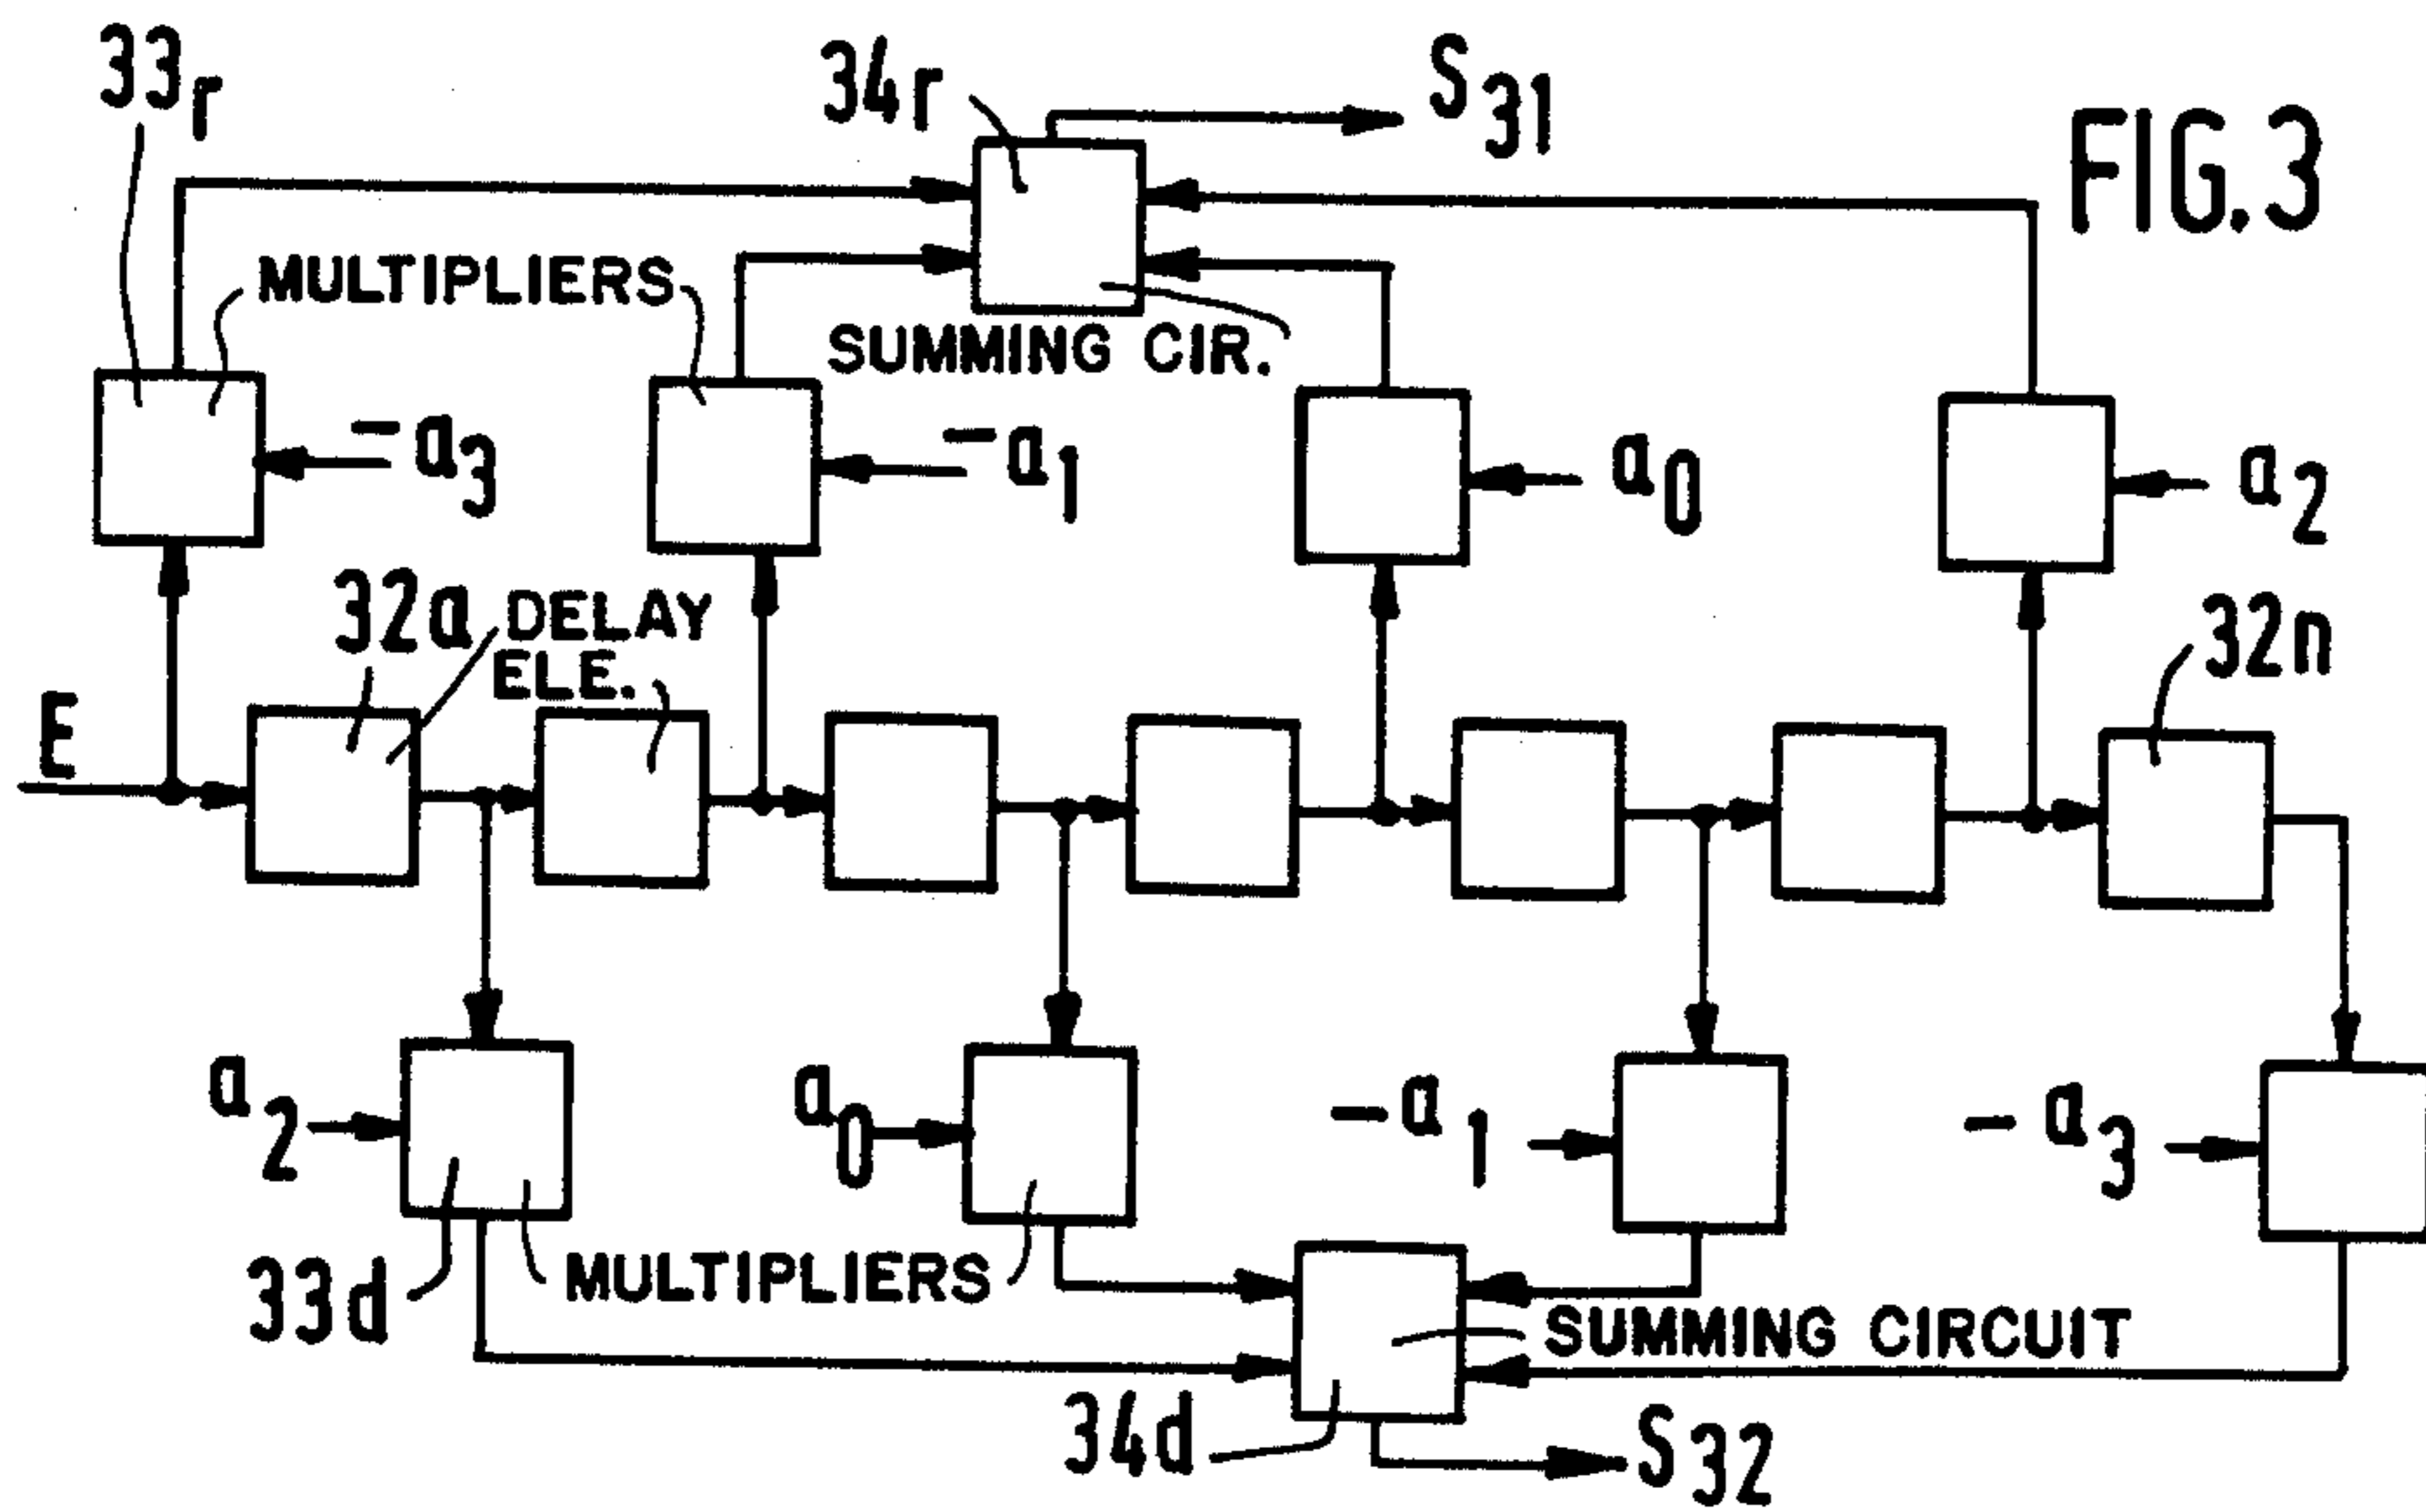 33r
34r
S31
FIG.3
MULTIPLIERS
SUMMING CIR.
-a3
-a1
a0
a2
32a DELAY
ELE.
32n
E
a2
a0
-a1
-a3
33d
MULTIPLIERS
SUMMING CIRCUIT
34d
S32